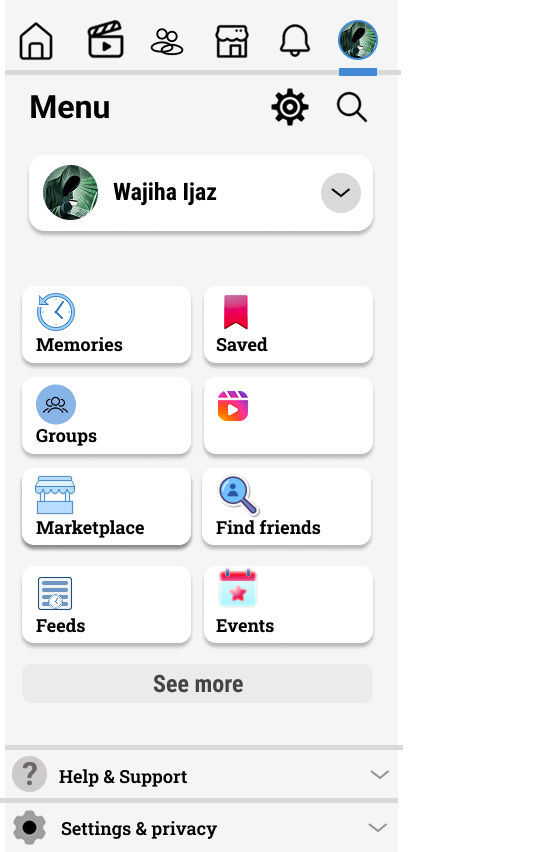 Menu
Wajiha Ijaz
Memories
Saved
Groups
Marketplace
Find friends
Feeds
Events
See more
? Help & Support
Settings & privacy